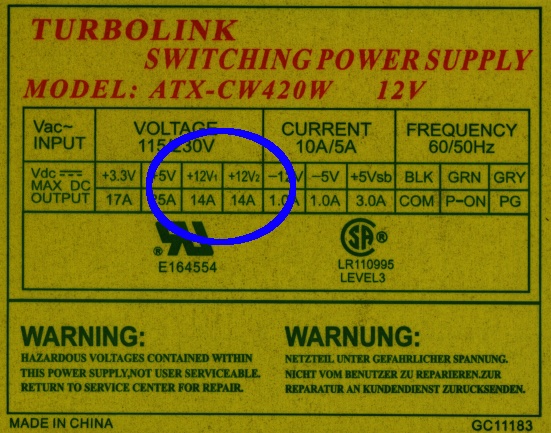 TURBOLINK
SWITCHING POWER SUPPLY
MODEL: ATX-CW420W 12V
Vac~ INPUT
VOLTAGE
115/230V
CURRENT
10A/5A
FREQUENCY
60/50Hz
Vdc ⎓
MAX DC
OUTPUT
+3.3V +5V +12V1 +12V2 −12V −5V +5Vsb BLK GRN GRY
17A 14A 14A 1.0A 1.0A 3.0A COM P-ON PG
E164554
LR110995
LEVEL3
WARNING:
HAZARDOUS VOLTAGES CONTAINED WITHIN
THIS POWER SUPPLY,NOT USER SERVICEABLE.
RETURN TO SERVICE CENTER FOR REPAIR.
WARNUNG:
NETZTEIL UNTER GEFAHRLICHER SPANNUNG.
NICHT VOM BENUTZER ZU REPARIEREN.ZUR
REPARATUR AN KUNDENDIENST ZURUCKSENDEN.
MADE IN CHINA
GC11183